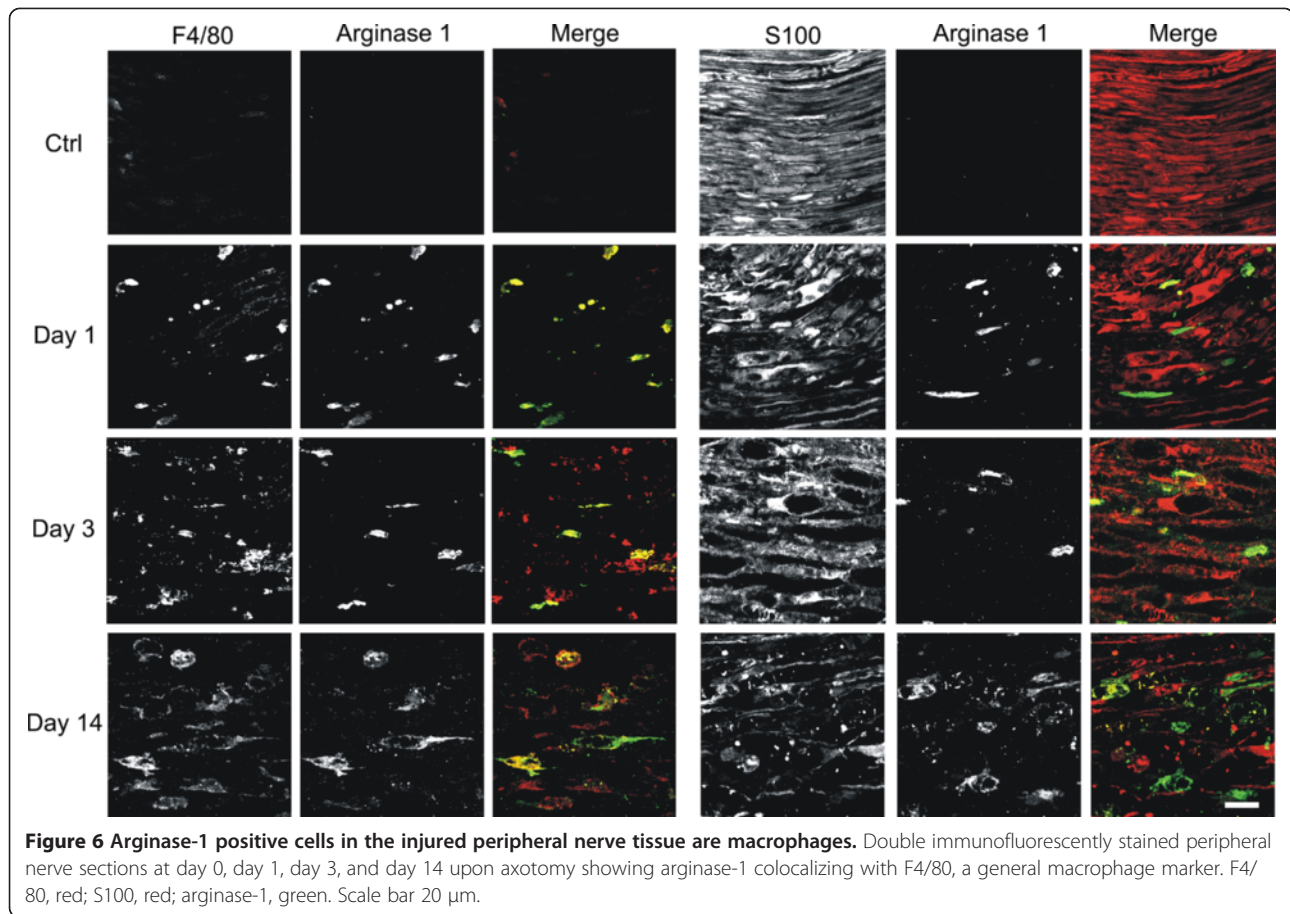 F4/80 Arginase 1 Merge S100 Arginase 1 Merge
Ctrl
Day 1
Day 3
Day 14
Figure 6 Arginase-1 positive cells in the injured peripheral nerve tissue are macrophages. Double immunofluorescently stained peripheral
nerve sections at day 0, day 1, day 3, and day 14 upon axotomy showing arginase-1 colocalizing with F4/80, a general macrophage marker. F4/
80, red; S100, red; arginase-1, green. Scale bar 20 μm.